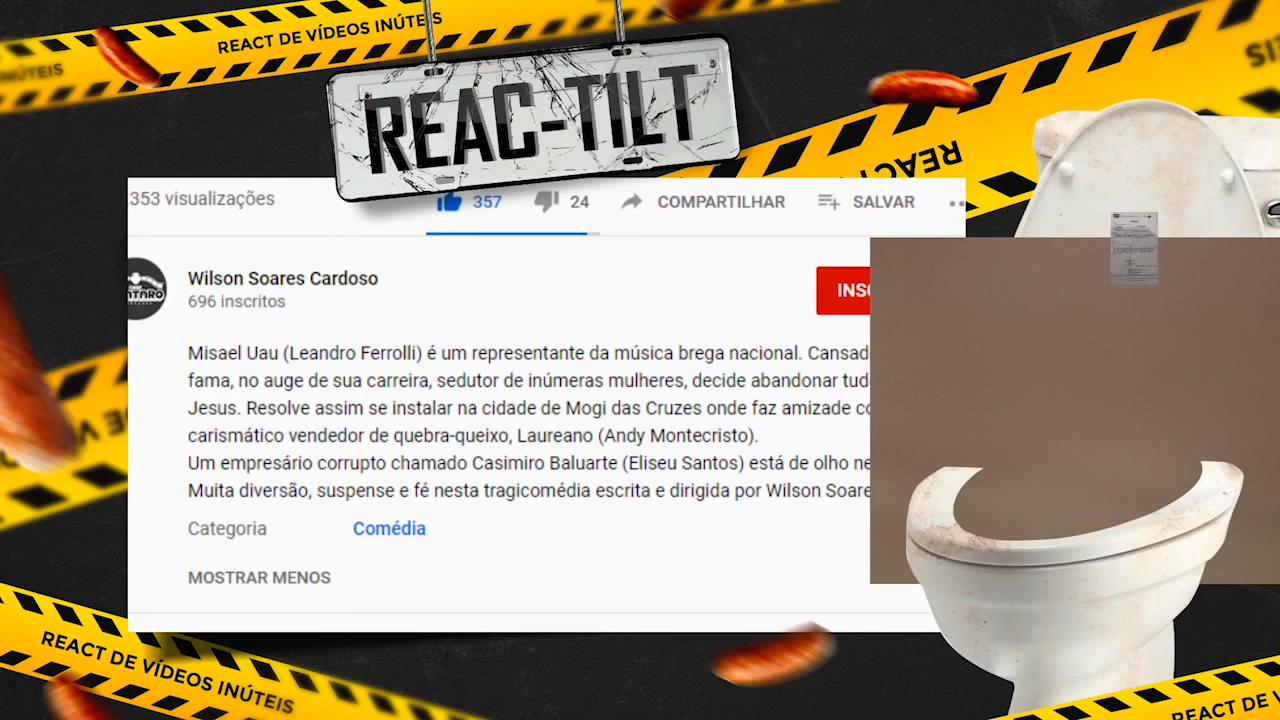 REACT DE VÍDEOS INÚTEIS
INÚTEIS
REAC-TILT
REACT
353 visualizações
357
24
COMPARTILHAR
SALVAR
Wilson Soares Cardoso
696 inscritos
Misael Uau (Leandro Ferrolli) é um representante da música brega nacional. Cansad
fama, no auge de sua carreira, sedutor de inúmeras mulheres, decide abandonar tud
Jesus. Resolve assim se instalar na cidade de Mogi das Cruzes onde faz amizade co
carismático vendedor de quebra-queixo, Laureano (Andy Montecristo).
Um empresário corrupto chamado Casimiro Baluarte (Eliseu Santos) está de olho ne
Muita diversão, suspense e fé nesta tragicomédia escrita e dirigida por Wilson Soare
Categoria Comédia
MOSTRAR MENOS
REACT DE VÍDEOS INÚTEIS
REACT DE V